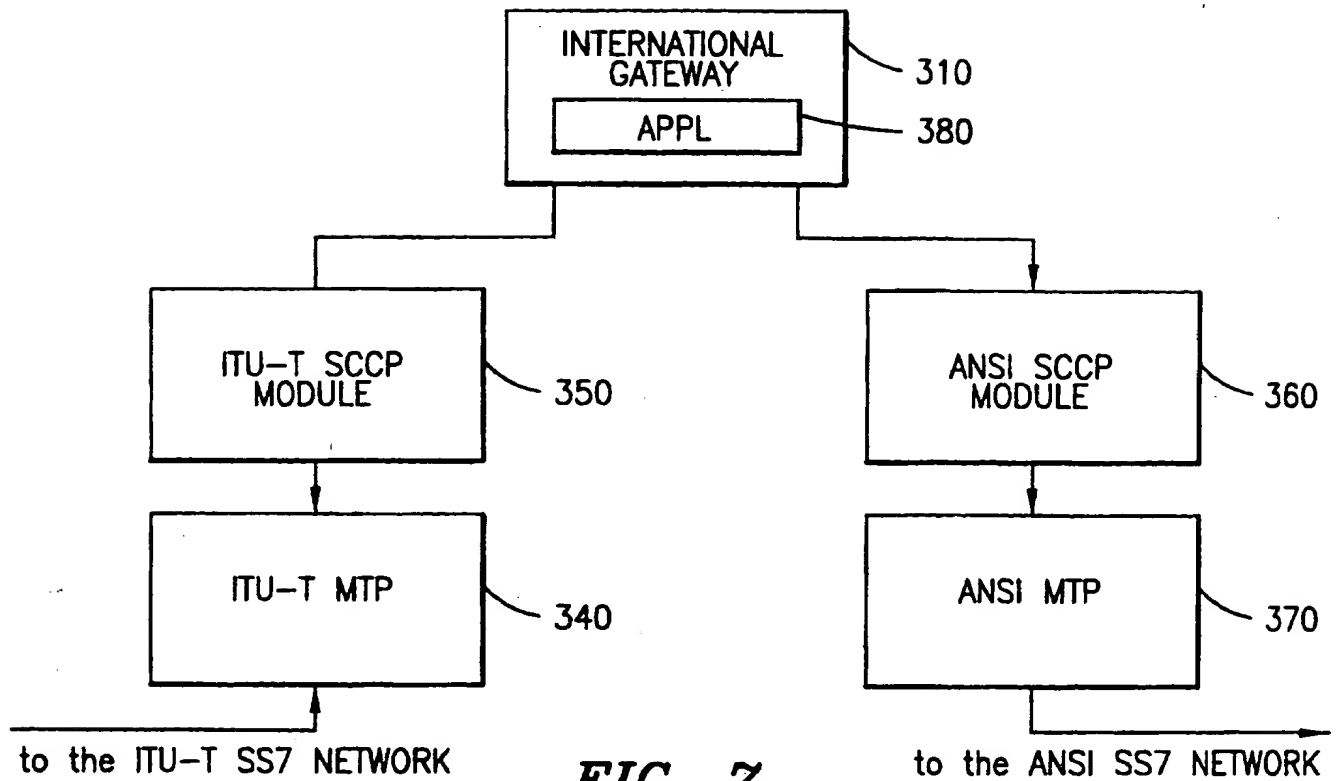 INTERNATIONAL
GATEWAY
310
APPL
380
ITU-T SCCP
MODULE
350
ANSI SCCP
MODULE
360
ITU-T MTP
340
ANSI MTP
370
to the ITU-T SS7 NETWORK
to the ANSI SS7 NETWORK
FIG.